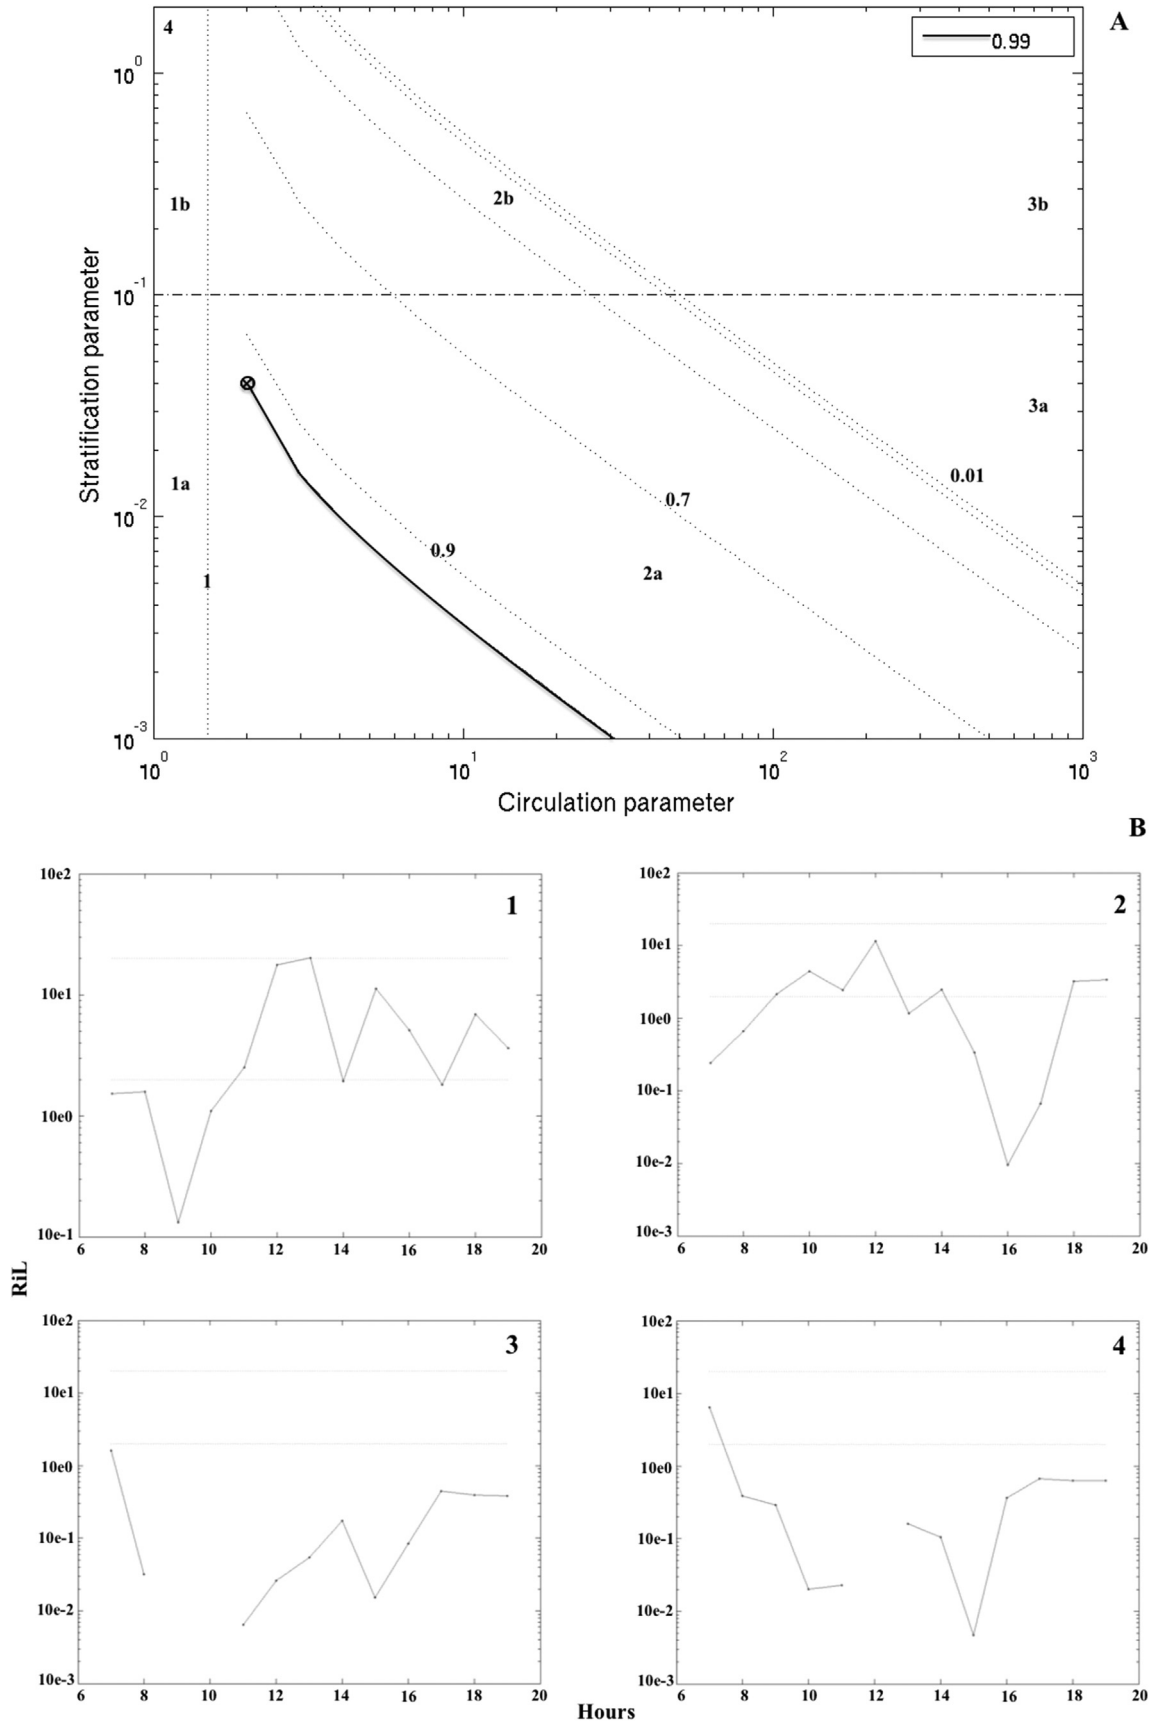 A
4
0.99
10^0
1b
2b
3b
10^-1
Stratification parameter
3a
1a
0.01
0.7
10^-2
0.9
2a
1
10^-3
10^0 10^1 10^2 10^3
Circulation parameter
B
10e2
10e1
10e0
10e-1
1
6 8 10 12 14 16 18 20
10e2
10e1
10e0
10e-1
10e-2
10e-3
2
6 8 10 12 14 16 18 20
RiL
10e2
10e1
10e0
10e-1
10e-2
10e-3
3
6 8 10 12 14 16 18 20
10e2
10e1
10e0
10e-1
10e-2
10e-3
4
6 8 10 12 14 16 18 20
Hours